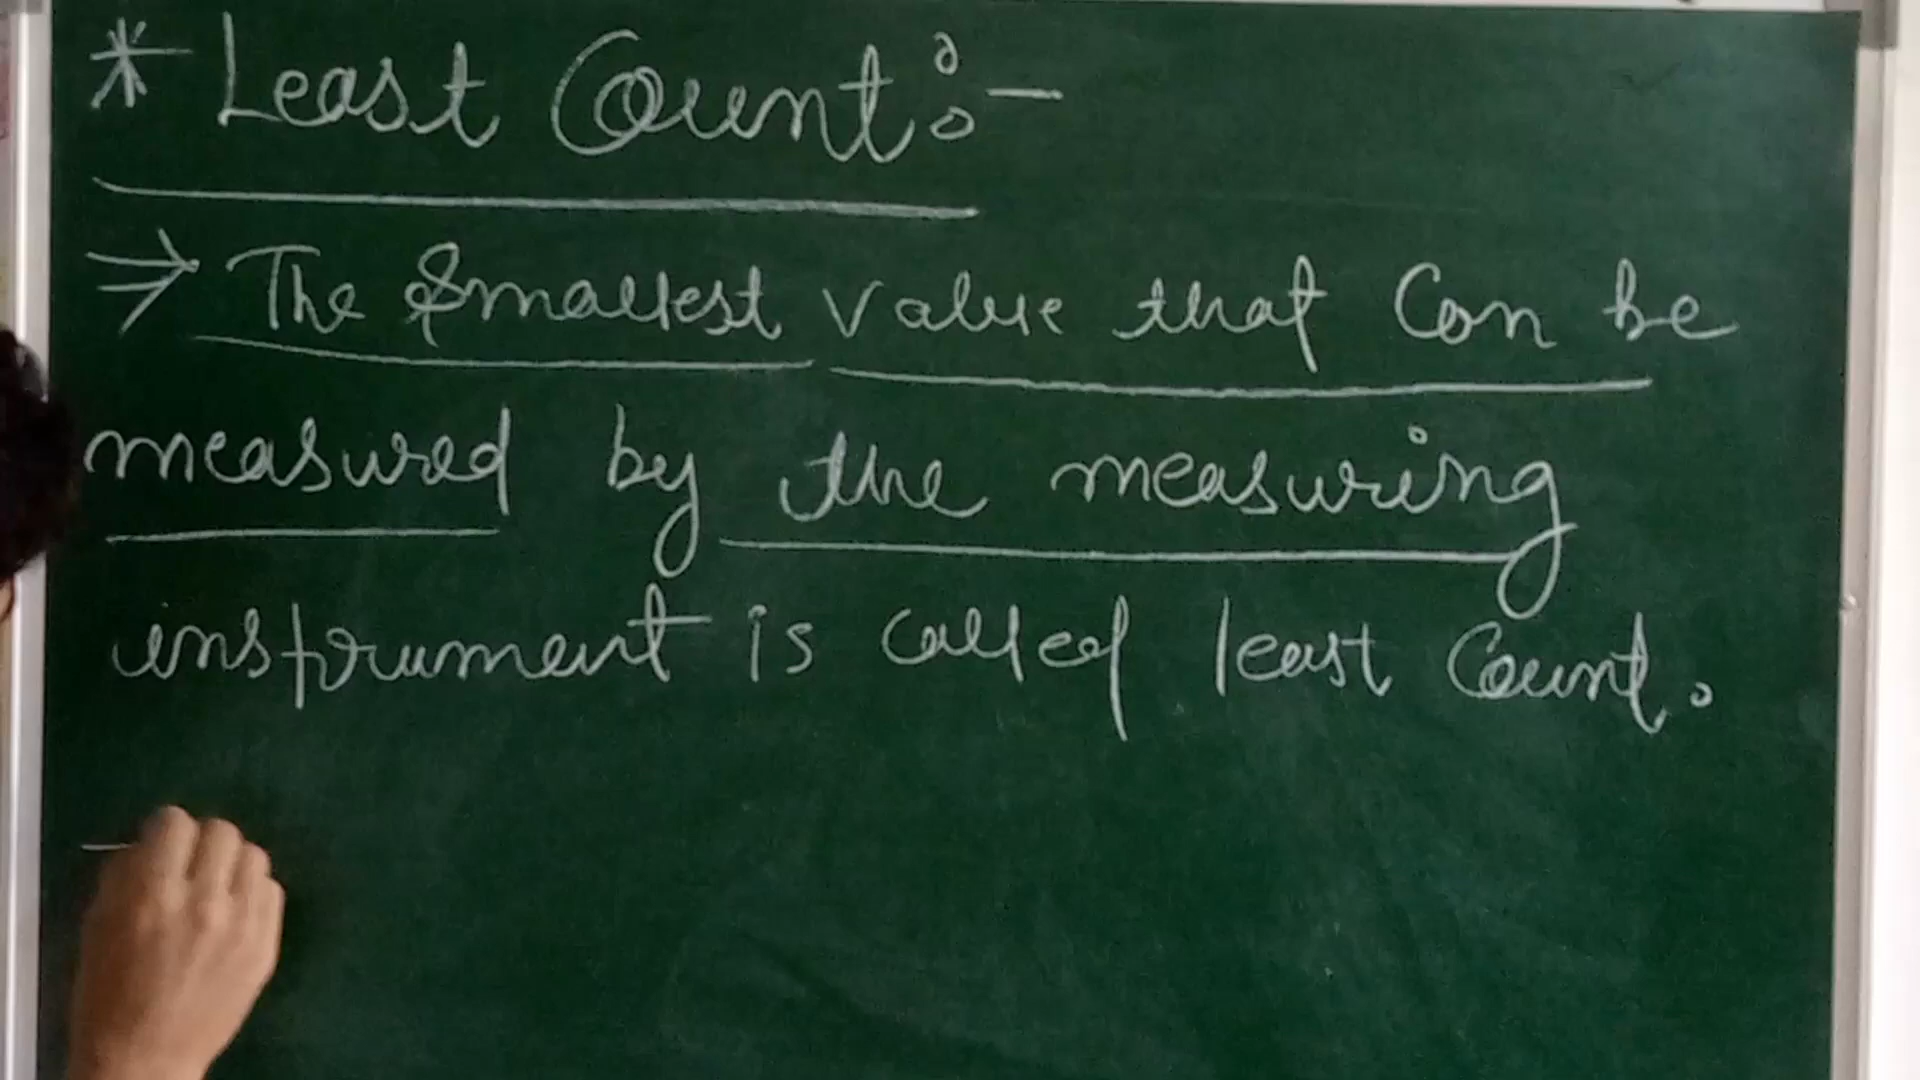 * Least Count:-
⇒ The Smallest value that Can be
measured by the measuring
instrument is called least Count.